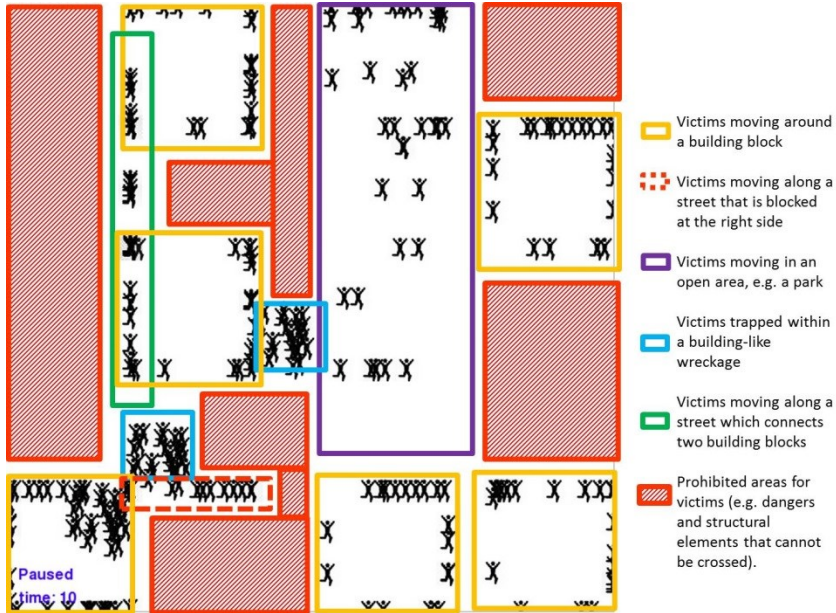 Victims moving around
a building block
Victims moving along a
street that is blocked
at the right side
Victims moving in an
open area, e.g. a park
Victims trapped within
a building-like
wreckage
Victims moving along a
street which connects
two building blocks
Prohibited areas for
victims (e.g. dangers
and structural
elements that cannot
be crossed).
Paused
time: 10